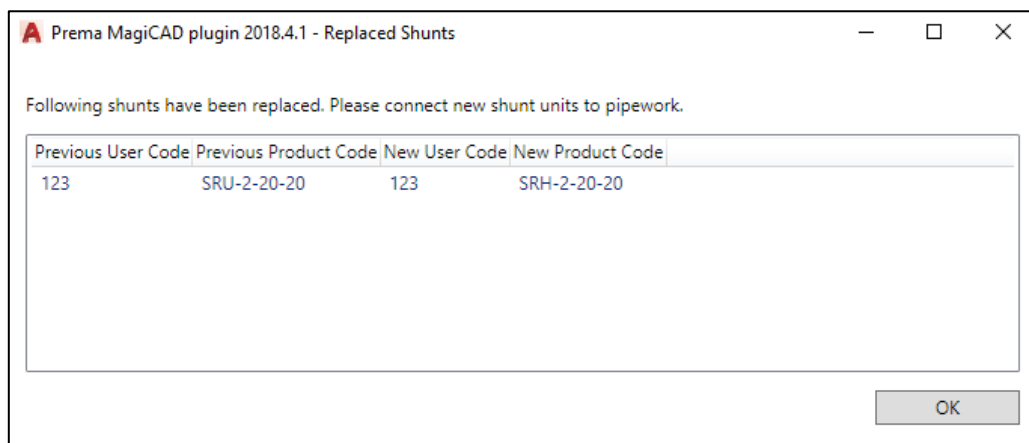 Prema MagiCAD plugin 2018.4.1 - Replaced Shunts
Following shunts have been replaced. Please connect new shunt units to pipework.
Previous User Code Previous Product Code New User Code New Product Code
123 SRU-2-20-20 123 SRH-2-20-20
OK